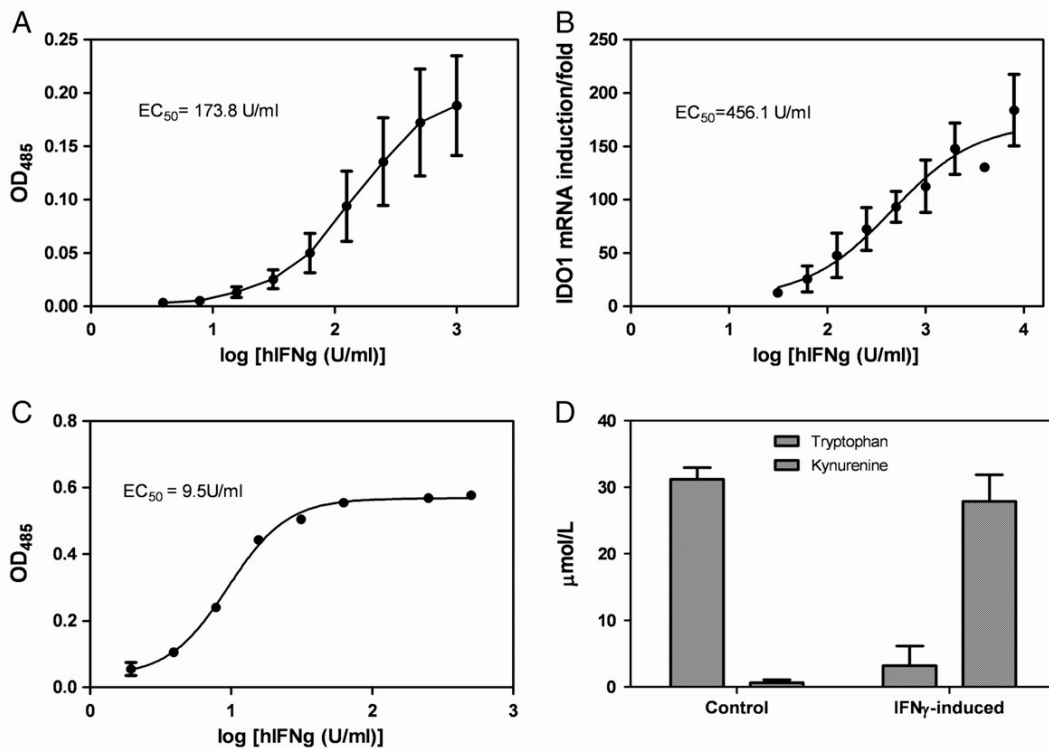 A
0.25
0.20
0.15
0.10
0.05
0.00
OD₄₈₅
EC₅₀= 173.8 U/ml
0
1
2
3
log [hIFNg (U/ml)]
B
250
200
150
100
50
0
IDO1 mRNA induction/fold
EC₅₀=456.1 U/ml
0
1
2
3
4
log [hIFNg (U/ml)]
C
0.8
0.6
0.4
0.2
0.0
OD₄₈₅
EC₅₀ = 9.5U/ml
0
1
2
3
log [hIFNg (U/ml)]
D
40
30
20
10
0
μmol/L
Tryptophan
Kynurenine
Control
IFNγ-induced